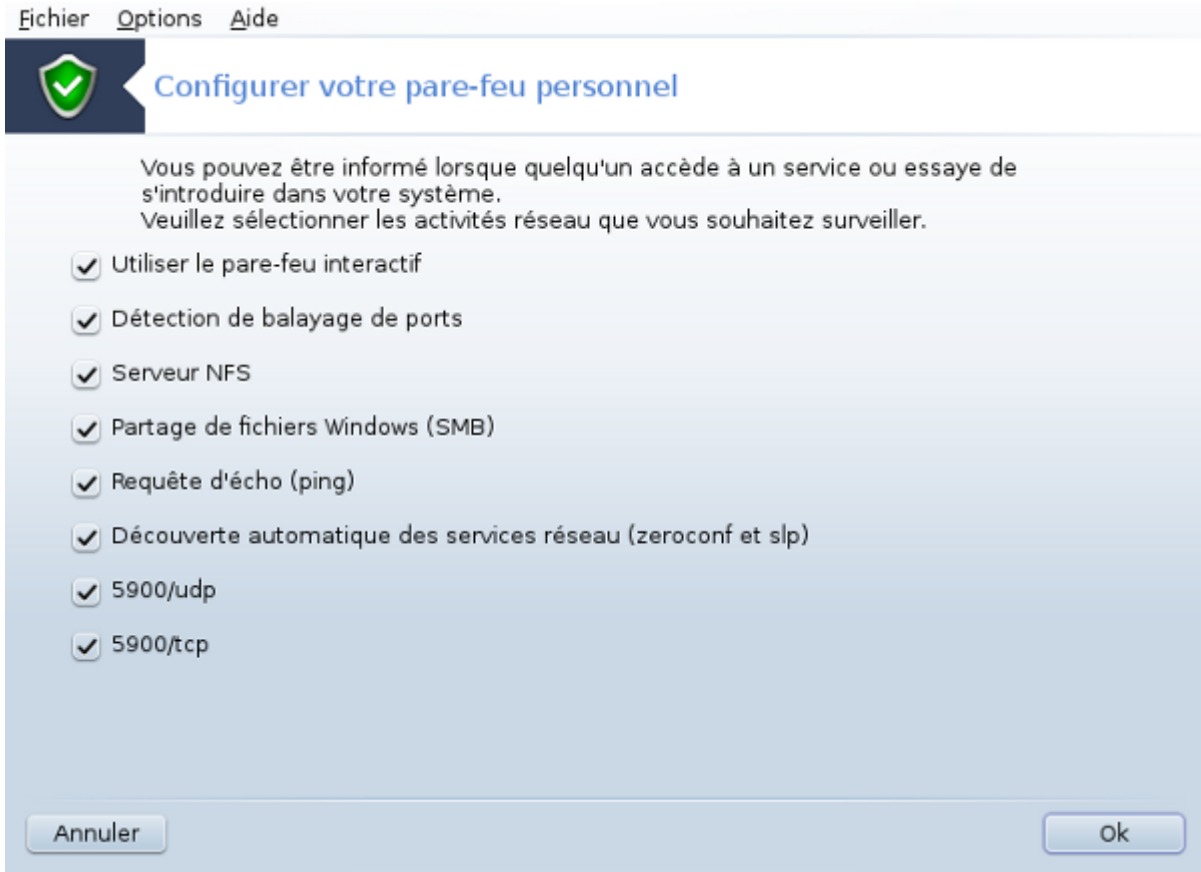 Fichier Options Aide
Configurer votre pare-feu personnel
Vous pouvez être informé lorsque quelqu'un accède à un service ou essaye de
s'introduire dans votre système.
Veuillez sélectionner les activités réseau que vous souhaitez surveiller.
Utiliser le pare-feu interactif
Détection de balayage de ports
Serveur NFS
Partage de fichiers Windows (SMB)
Requête d'écho (ping)
Découverte automatique des services réseau (zeroconf et slp)
5900/udp
5900/tcp
Annuler Ok